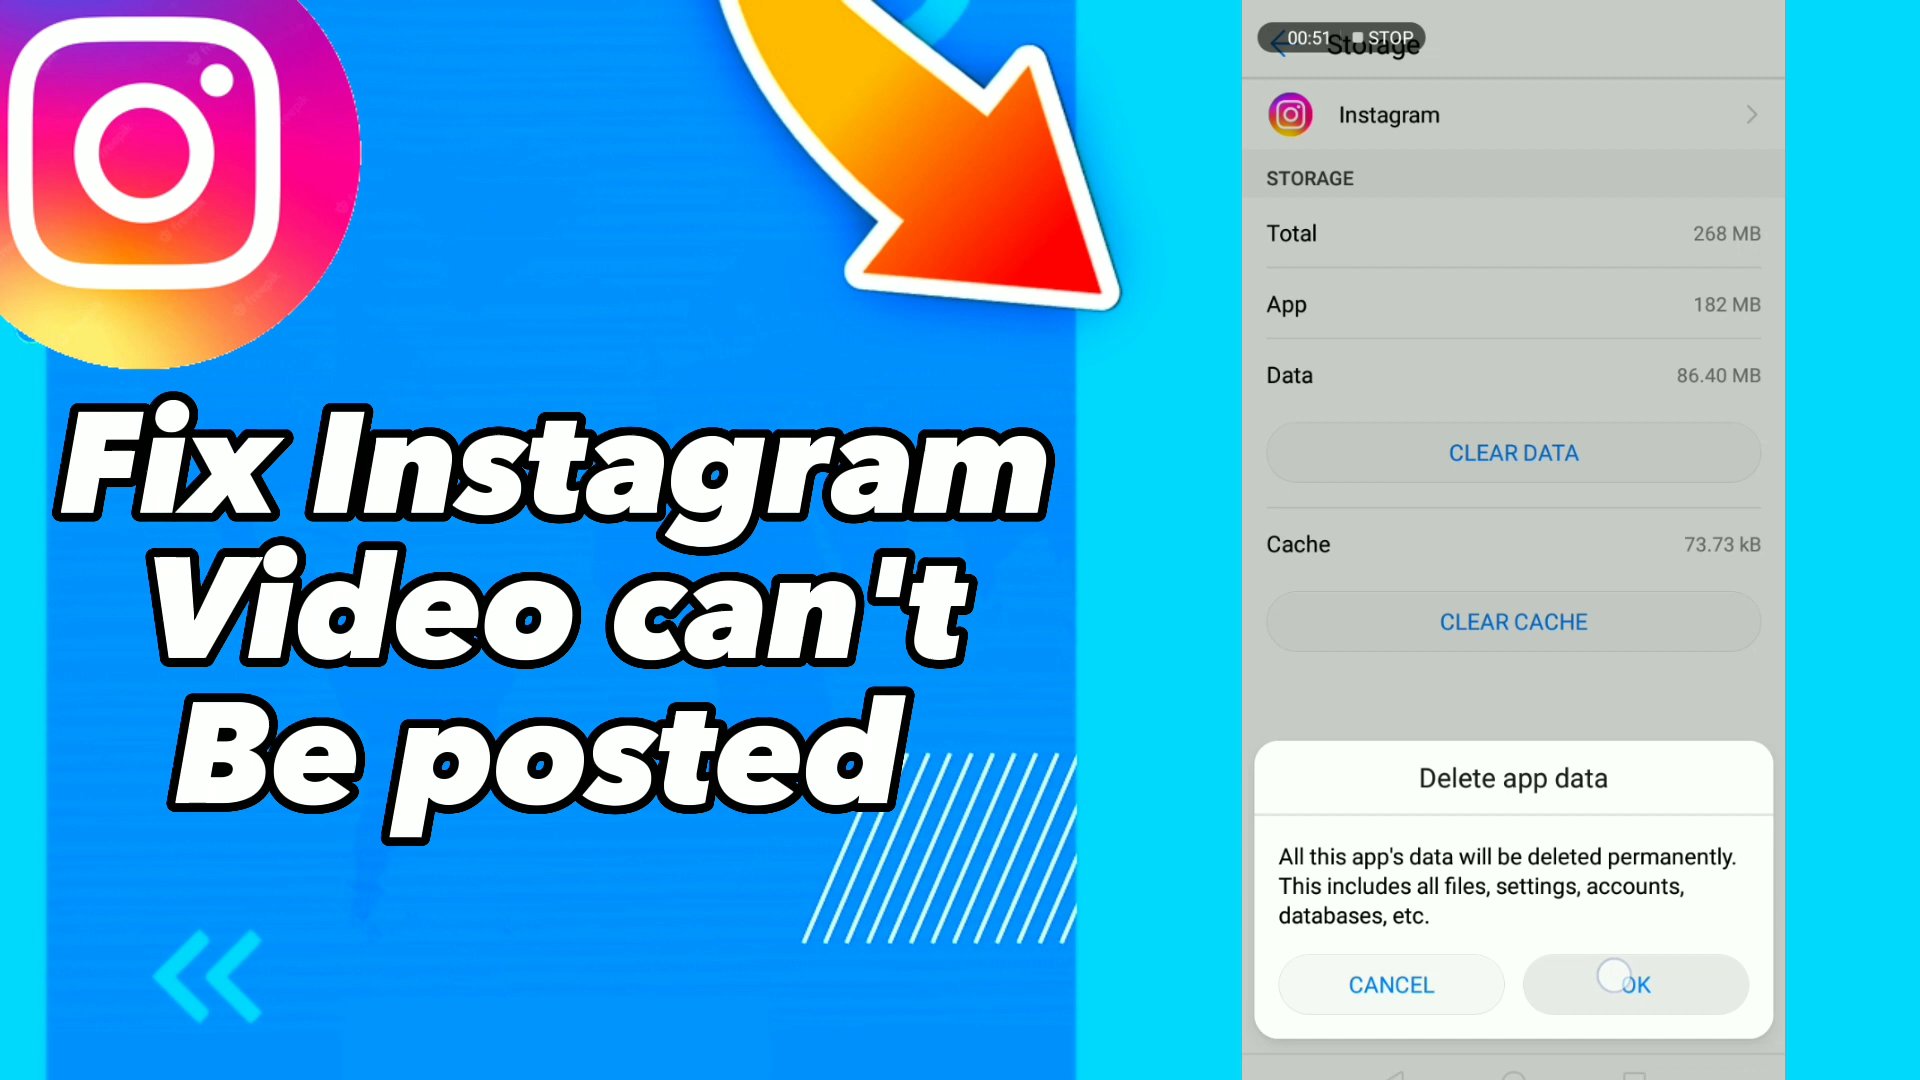 Fix Instagram
Video can't
Be posted
00:51 STOP
Storage
Instagram
STORAGE
Total 268 MB
App 182 MB
Data 86.40 MB
CLEAR DATA
Cache 73.73 kB
CLEAR CACHE
Delete app data
All this app's data will be deleted permanently.
This includes all files, settings, accounts,
databases, etc.
CANCEL OK